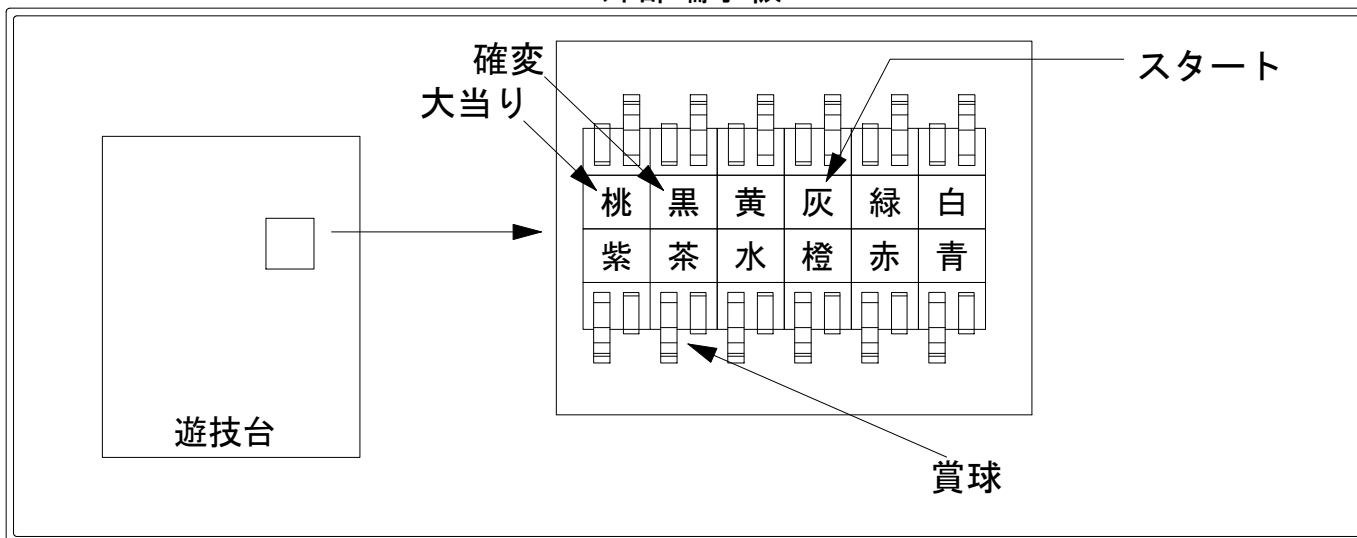 確変
スタート
大当り
桃 黒 黄 灰 緑 白
紫 茶 水 橙 赤 青
遊技台
賞球